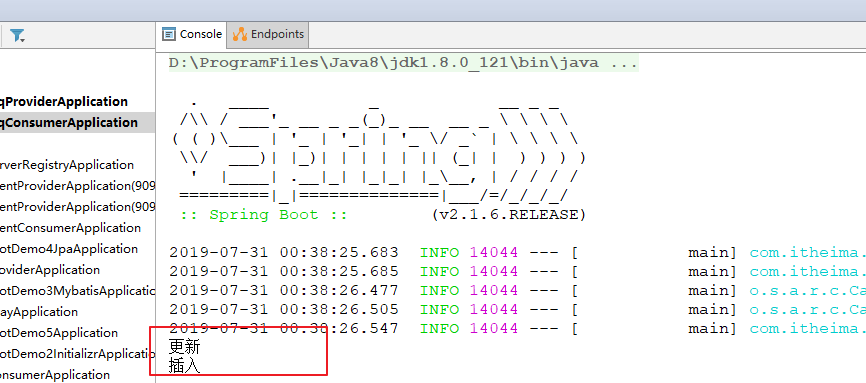 Console Endpoints
D:\ProgramFiles\Java8\jdk1.8.0_121\bin\java ...
qProviderApplication
qConsumerApplication
erverRegistryApplication
entProviderApplication(909
entProviderApplication(909
entConsumerApplication
otDemo4JpaApplication
roviderApplication
otDemo3MybatisApplication
ayApplication
otDemo5Application
otDemo2InitializrApplication
onsumerApplication
:: Spring Boot :: (v2.1.6.RELEASE)
2019-07-31 00:38:25.683 INFO 14044 --- [ main] com.itheima.
2019-07-31 00:38:25.685 INFO 14044 --- [ main] com.itheima.
2019-07-31 00:38:26.477 INFO 14044 --- [ main] o.s.a.r.c.Ca
2019-07-31 00:38:26.505 INFO 14044 --- [ main] o.s.a.r.c.Ca
2019-07-31 00:38:26.547 INFO 14044 --- [ main] com.itheima.
更新
插入